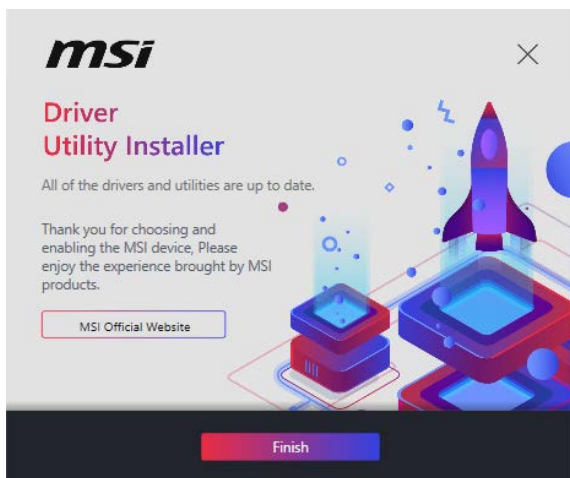 msi
Driver
Utility Installer
All of the drivers and utilities are up to date.
Thank you for choosing and
enabling the MSI device, Please
enjoy the experience brought by MSI
products.
MSI Official Website
Finish